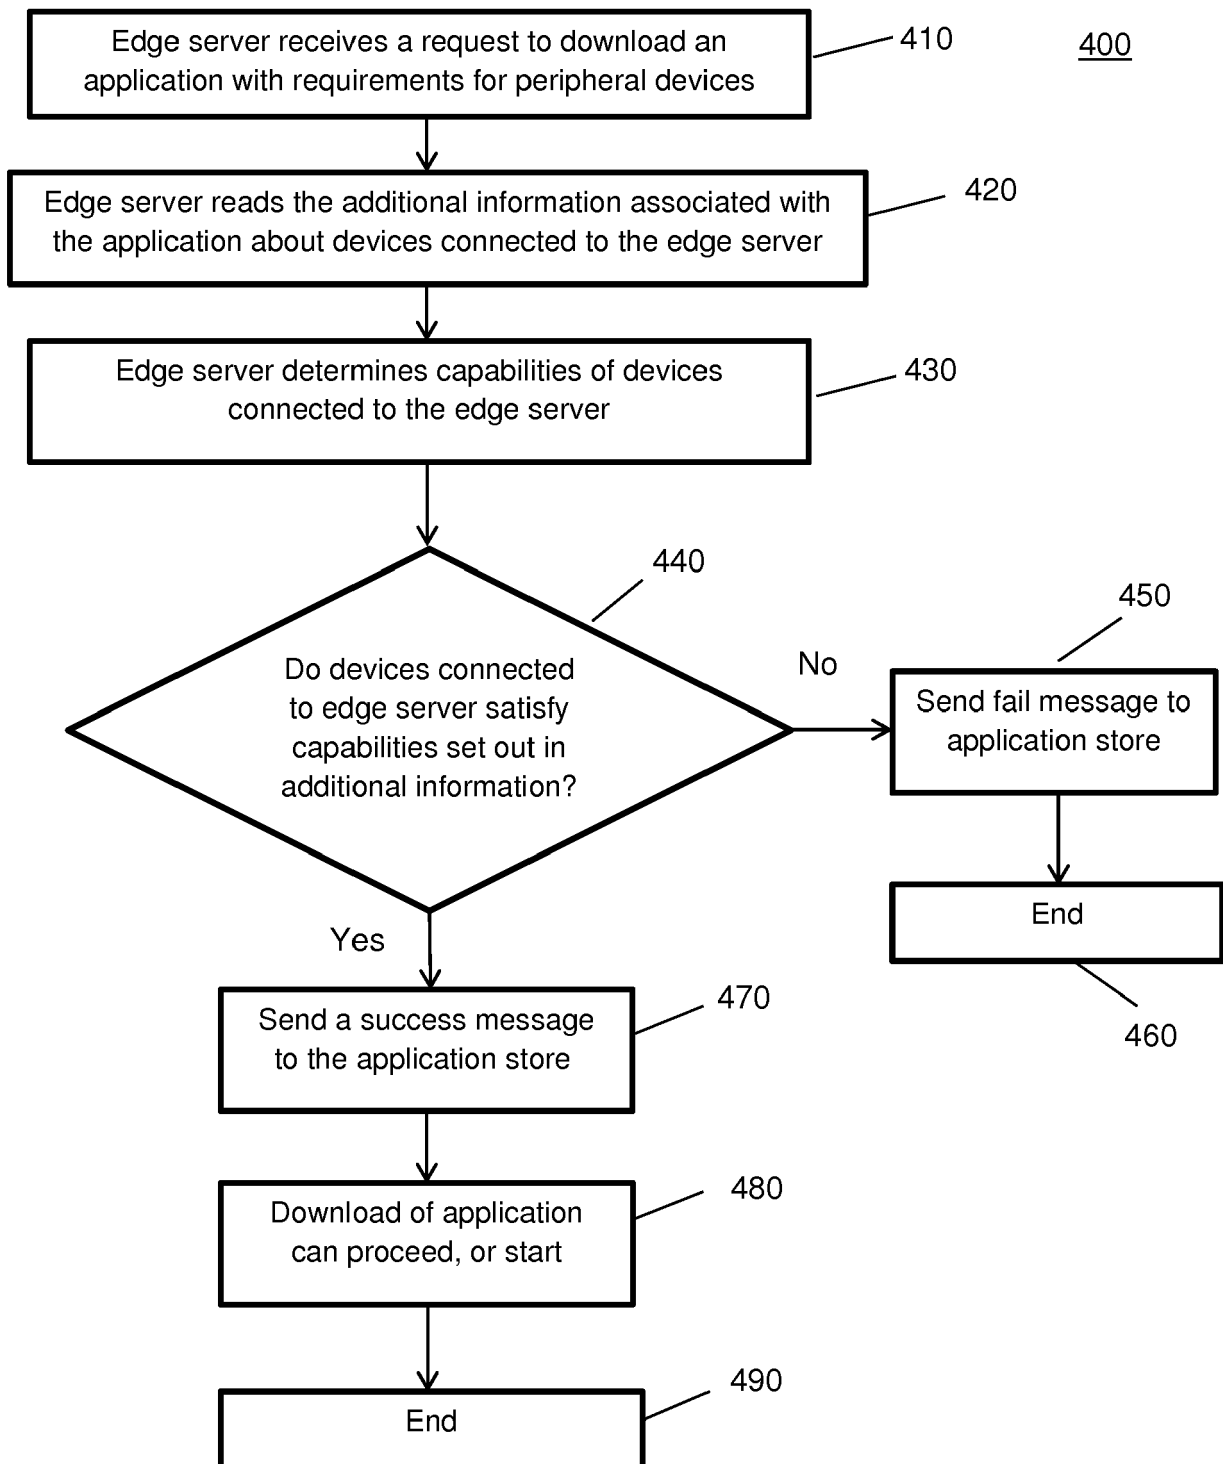 Edge server receives a request to download an
application with requirements for peripheral devices
410
400
Edge server reads the additional information associated with
the application about devices connected to the edge server
420
Edge server determines capabilities of devices
connected to the edge server
430
440
Do devices connected
to edge server satisfy
capabilities set out in
additional information?
No
450
Send fail message to
application store
End
460
Yes
Send a success message
to the application store
470
Download of application
can proceed, or start
480
End
490